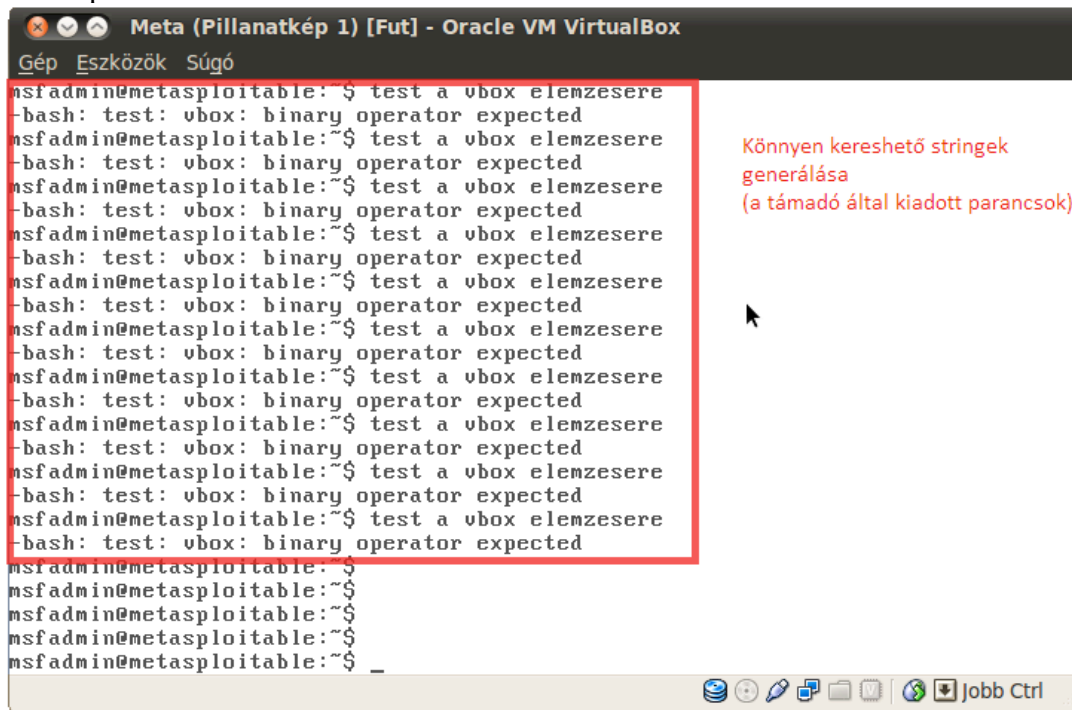 Meta (Pillanatkép 1) [Fut] - Oracle VM VirtualBox
Gép Eszközök Súgó
msfadmin@metasploitable:~$ test a vbox elemzesere
-bash: test: vbox: binary operator expected
msfadmin@metasploitable:~$ test a vbox elemzesere
-bash: test: vbox: binary operator expected
msfadmin@metasploitable:~$ test a vbox elemzesere
-bash: test: vbox: binary operator expected
msfadmin@metasploitable:~$ test a vbox elemzesere
-bash: test: vbox: binary operator expected
msfadmin@metasploitable:~$ test a vbox elemzesere
-bash: test: vbox: binary operator expected
msfadmin@metasploitable:~$ test a vbox elemzesere
-bash: test: vbox: binary operator expected
msfadmin@metasploitable:~$ test a vbox elemzesere
-bash: test: vbox: binary operator expected
msfadmin@metasploitable:~$ test a vbox elemzesere
-bash: test: vbox: binary operator expected
msfadmin@metasploitable:~$ test a vbox elemzesere
-bash: test: vbox: binary operator expected
msfadmin@metasploitable:~$ test a vbox elemzesere
-bash: test: vbox: binary operator expected
msfadmin@metasploitable:~$
msfadmin@metasploitable:~$
msfadmin@metasploitable:~$
msfadmin@metasploitable:~$
msfadmin@metasploitable:~$ _
Könnyen kereshető stringek
generálása
(a támadó által kiadott parancsok)
Jobb Ctrl